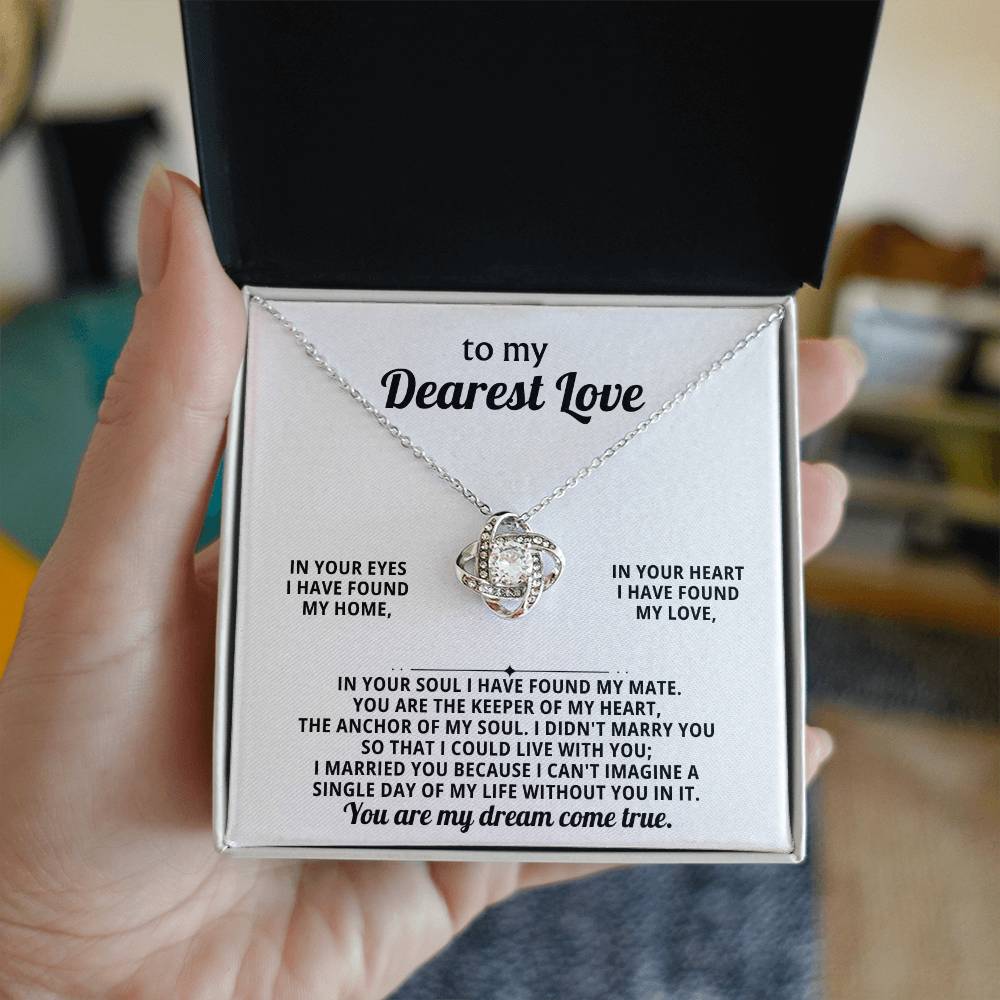 to my
Dearest Love
IN YOUR EYES
I HAVE FOUND
MY HOME,
IN YOUR HEART
I HAVE FOUND
MY LOVE,
IN YOUR SOUL I HAVE FOUND MY MATE.
YOU ARE THE KEEPER OF MY HEART,
THE ANCHOR OF MY SOUL. I DIDN'T MARRY YOU
SO THAT I COULD LIVE WITH YOU;
I MARRIED YOU BECAUSE I CAN'T IMAGINE A
SINGLE DAY OF MY LIFE WITHOUT YOU IN IT.
You are my dream come true.